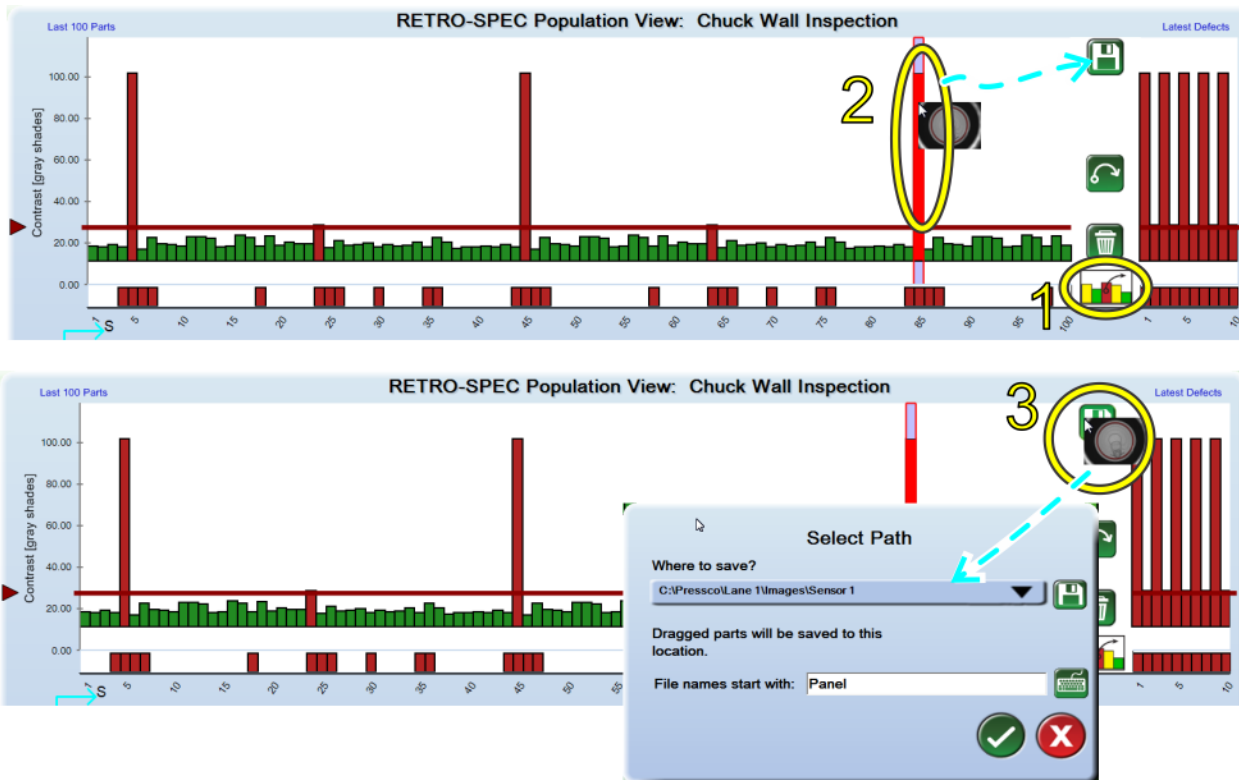 RETRO-SPEC Population View:  Chuck Wall Inspection
Last 100 Parts
Latest Defects
Contrast [gray shades]
100.00
80.00
60.00
40.00
20.00
0.00
2
1
S
1 5 10 15 20 25 30 35 40 45 50 55 60 65 70 75 80 85 90 95 100
1 5 10
RETRO-SPEC Population View:  Chuck Wall Inspection
Last 100 Parts
Latest Defects
3
Contrast [gray shades]
100.00
80.00
60.00
40.00
20.00
0.00
S
1 5 10 15 20 25 30 35 40 45 50 55
1 5 10
Select Path
Where to save?
C:\Pressco\Lane 1\Images\Sensor 1
Dragged parts will be saved to this
location.
File names start with: Panel